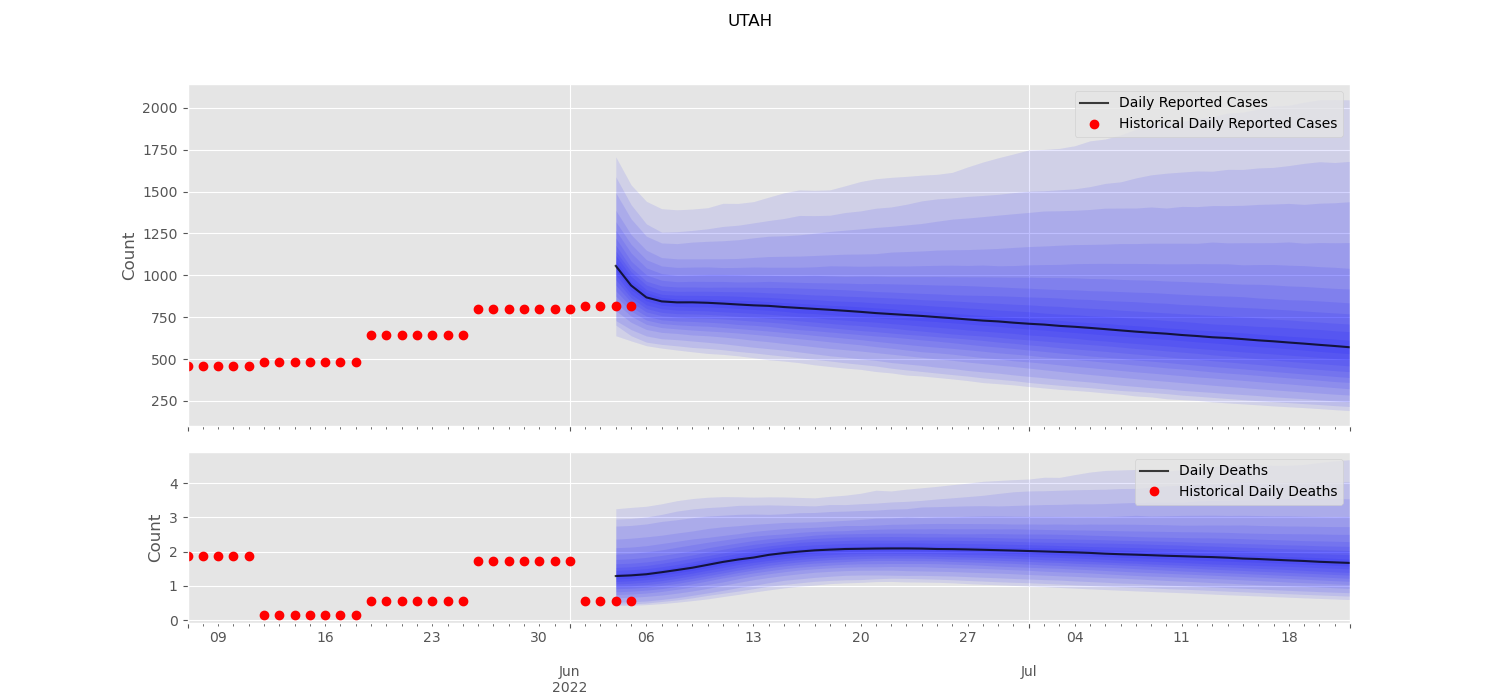 UTAH
2000
1750
1500
1250
1000
750
500
250
Count
Daily Reported Cases
Historical Daily Reported Cases
4
3
2
1
0
Count
Daily Deaths
Historical Daily Deaths
09 16 23 30 06 13 20 27 04 11 18
Jun Jul
2022